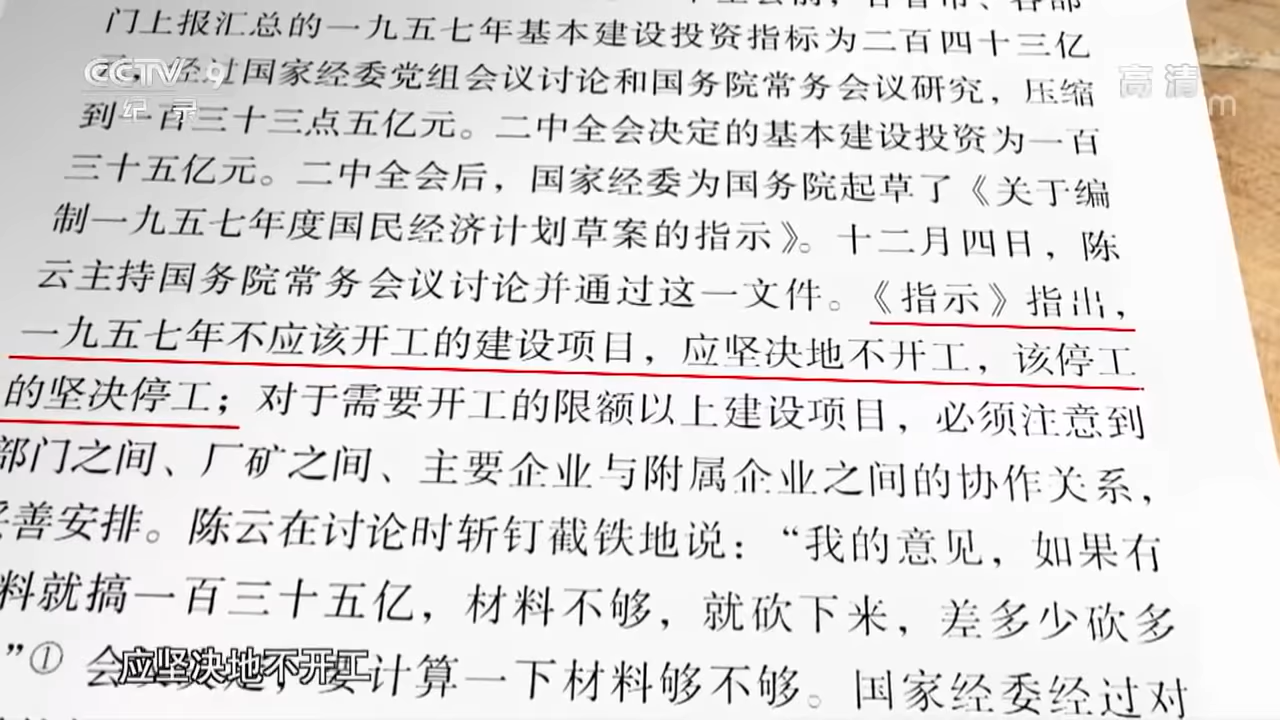 门上报汇总的一九五七年基本建设投资指标为二百四十三亿
，经过国家经委党组会议讨论和国务院常务会议研究，压缩
到一百三十三点五亿元。二中全会决定的基本建设投资为一百
三十五亿元。二中全会后，国家经委为国务院起草了《关于编
制一九五七年度国民经济计划草案的指示》。十二月四日，陈
云主持国务院常务会议讨论并通过这一文件。《指示》指出，
一九五七年不应该开工的建设项目，应坚决地不开工，该停工
的坚决停工；对于需要开工的限额以上建设项目，必须注意到
部门之间、厂矿之间、主要企业与附属企业之间的协作关系，
善安排。陈云在讨论时斩钉截铁地说：“我的意见，如果有
料就搞一百三十五亿，材料不够，就砍下来，差多少砍多
”① 会 ，要计算一下材料够不够。国家经委经过对
CCTV·9
纪录
高清
应坚决地不开工